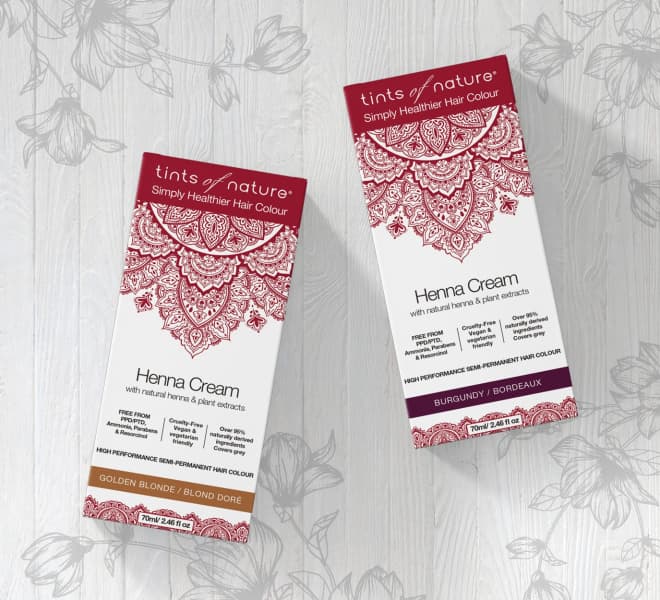 tints of nature®
Simply Healthier Hair Colour
Henna Cream
with natural henna & plant extracts
FREE FROM
PPD/PTD,
Ammonia, Parabens
& Resorcinol
Cruelty-Free
Vegan &
vegetarian
friendly
Over 95%
naturally derived
ingredients
Covers grey
HIGH PERFORMANCE SEMI-PERMANENT HAIR COLOUR
GOLDEN BLONDE / BLOND DORÉ
70ml/ 2.46 fl oz
tints of nature®
Simply Healthier Hair Colour
Henna Cream
with natural henna & plant extracts
FREE FROM
PPD/PTD,
Ammonia, Parabens
& Resorcinol
Cruelty-Free
Vegan &
vegetarian
friendly
Over 95%
naturally derived
ingredients
Covers grey
HIGH PERFORMANCE SEMI-PERMANENT HAIR COLOUR
BURGUNDY / BORDEAUX
70ml/ 2.46 fl oz